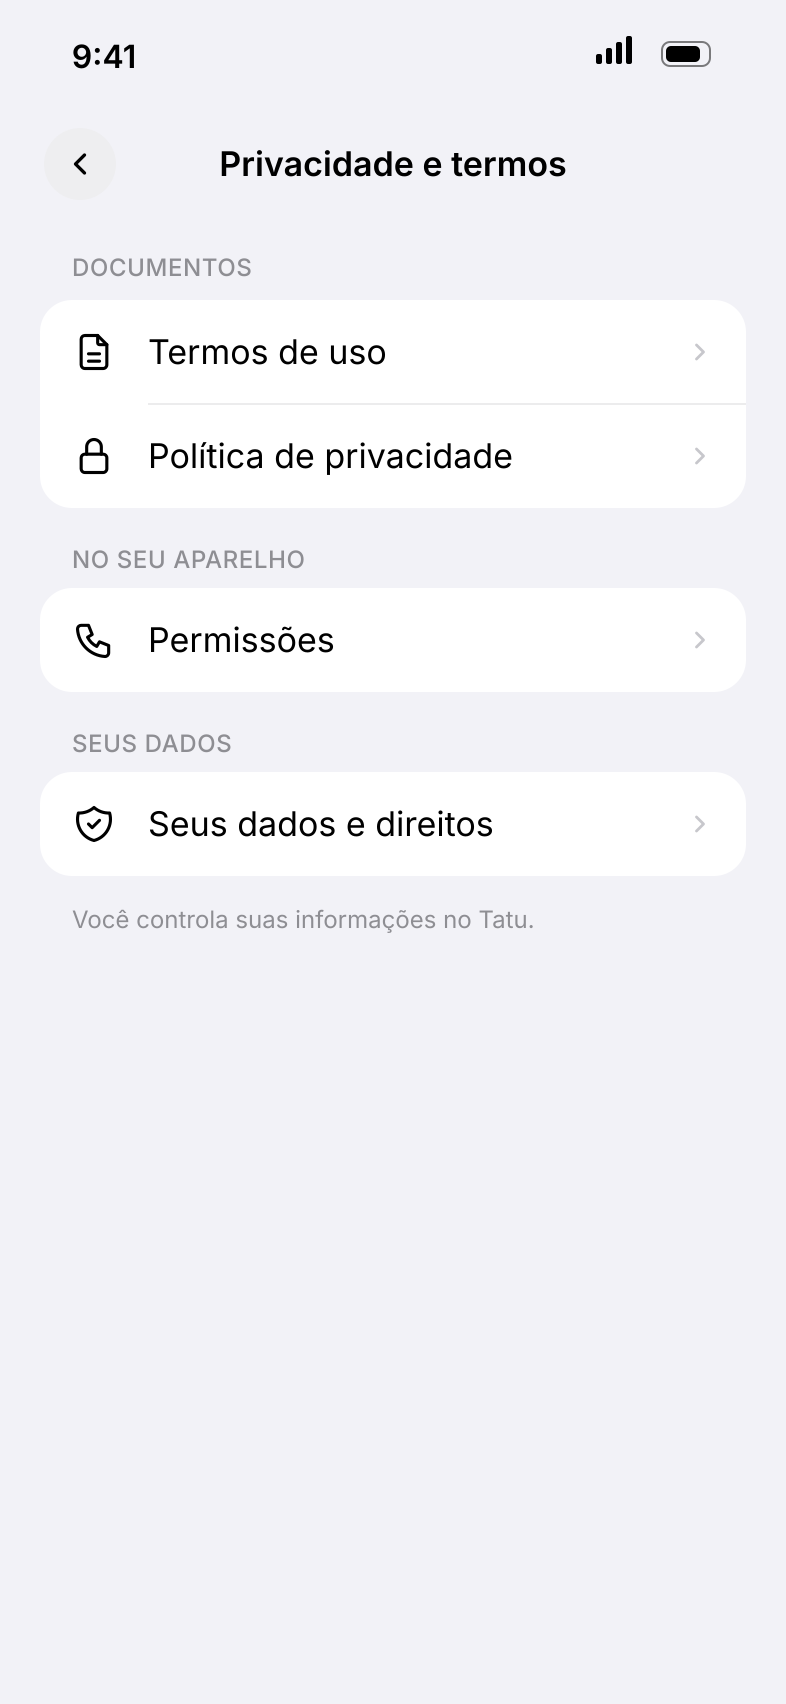 9:41
Privacidade e termos
DOCUMENTOS
Termos de uso
Política de privacidade
NO SEU APARELHO
Permissões
SEUS DADOS
Seus dados e direitos
Você controla suas informações no Tatu.